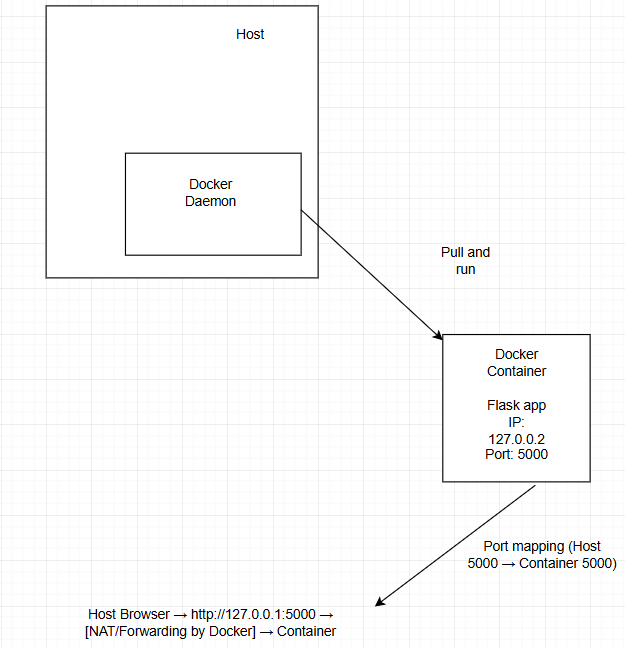 Host
Docker
Daemon
Pull and
run
Docker
Container
Flask app
IP:
127.0.0.2
Port: 5000
Port mapping (Host
5000 → Container 5000)
Host Browser → http://127.0.0.1:5000 →
[NAT/Forwarding by Docker] → Container